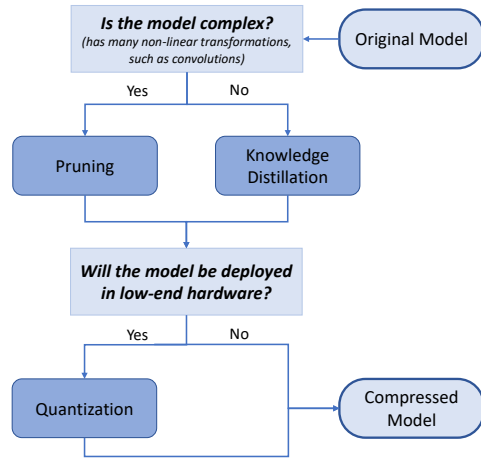 Is the model complex?
(has many non-linear transformations,
such as convolutions)
Original Model
Yes
No
Pruning
Knowledge
Distillation
Will the model be deployed
in low-end hardware?
Yes
No
Quantization
Compressed
Model